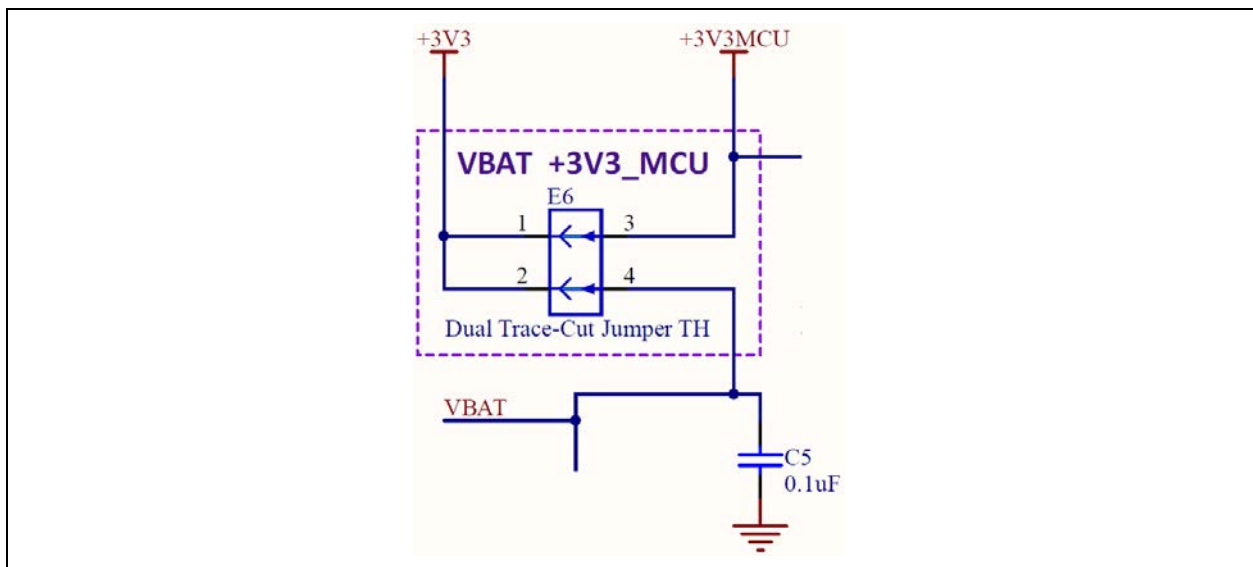 +3V3 +3V3MCU
VBAT +3V3_MCU
E6
1 3
2 4
Dual Trace-Cut Jumper TH
VBAT
C5
0.1uF